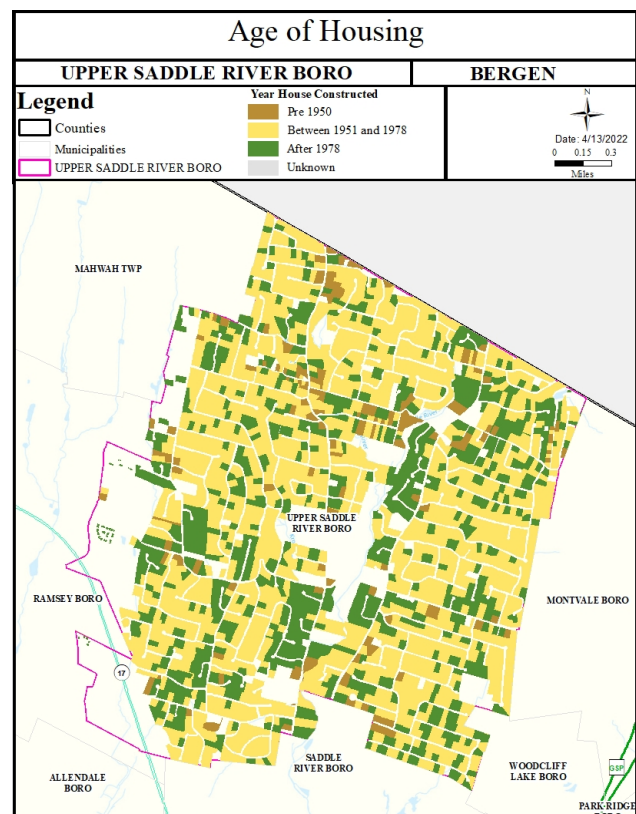 Age of Housing
UPPER SADDLE RIVER BORO
BERGEN
Legend
Counties
Municipalities
UPPER SADDLE RIVER BORO
Year House Constructed
Pre 1950
Between 1951 and 1978
After 1978
Unknown
N
Date: 4/13/2022
0 0.15 0.3
Miles
MAHWAH TWP
River
UPPER SADDLE
RIVER BORO
RAMSEY BORO
MONTVALE BORO
17
SADDLE
RIVER BORO
WOODCLIFF
LAKE BORO
ALLENDALE
BORO
GSP
PARK RIDGE